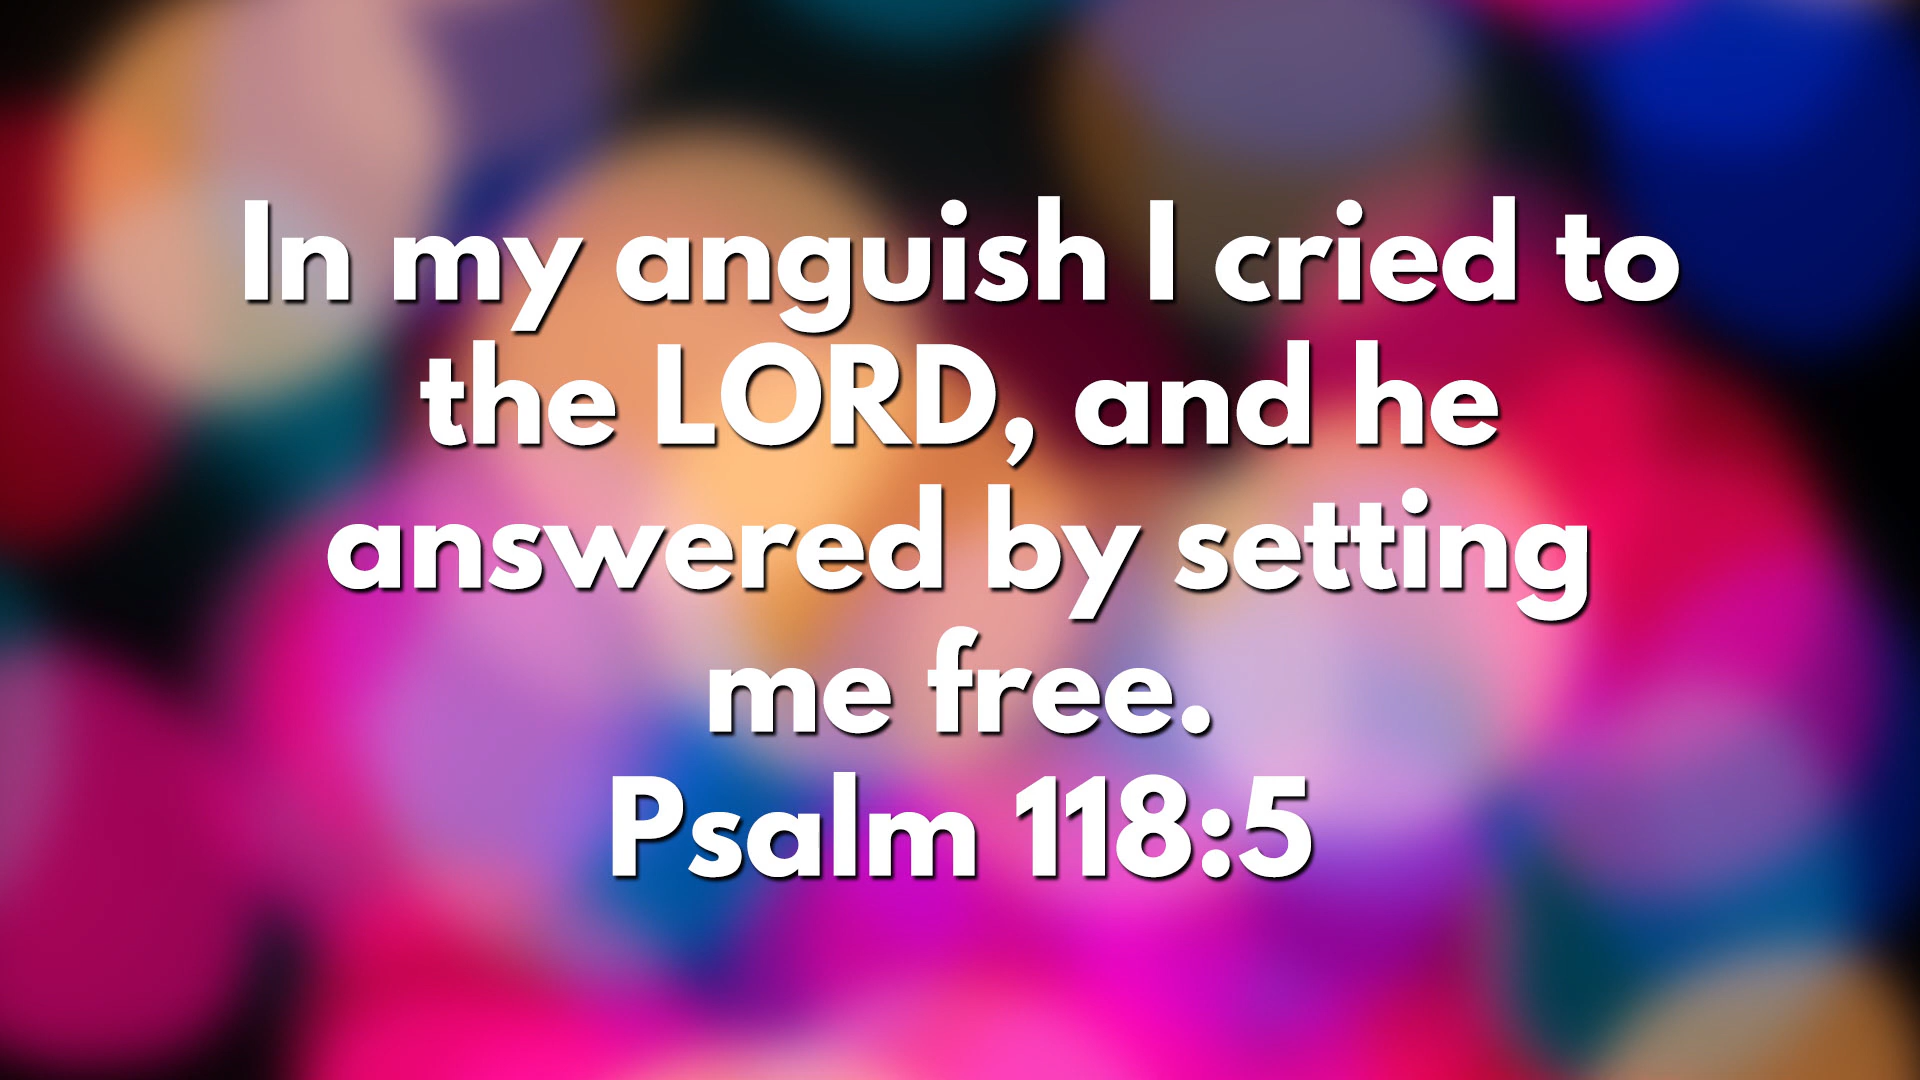 In my anguish I cried to
the LORD, and he
answered by setting
me free.
Psalm 118:5